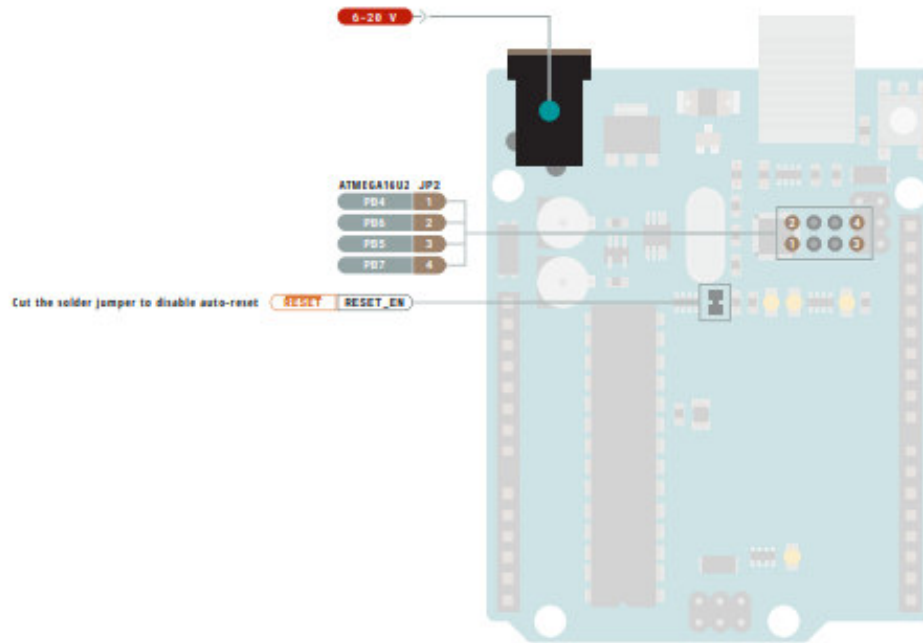 6-20 V
ATMEGA16U2 JP2
PB4 1
PB6 2
PB5 3
PB7 4
2 4
1 3
Cut the solder jumper to disable auto-reset RESET RESET_EN